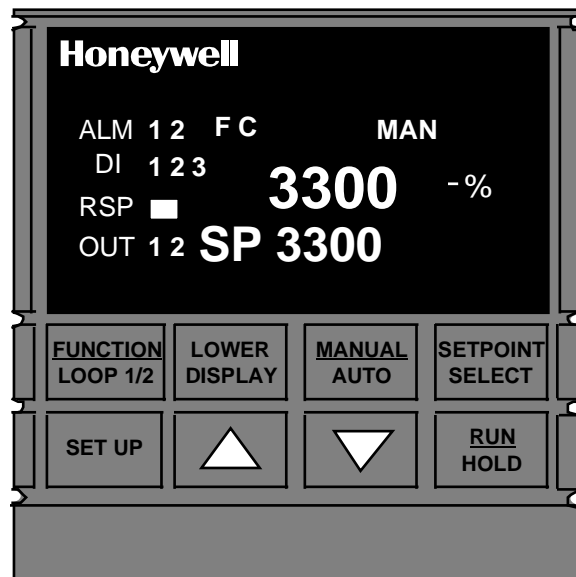 Honeywell
ALM 1 2 F C MAN
DI 1 2 3
3300 -%
RSP
OUT 1 2 SP 3300
FUNCTION LOWER MANUAL SETPOINT
LOOP 1/2 DISPLAY AUTO SELECT
SET UP RUN
HOLD